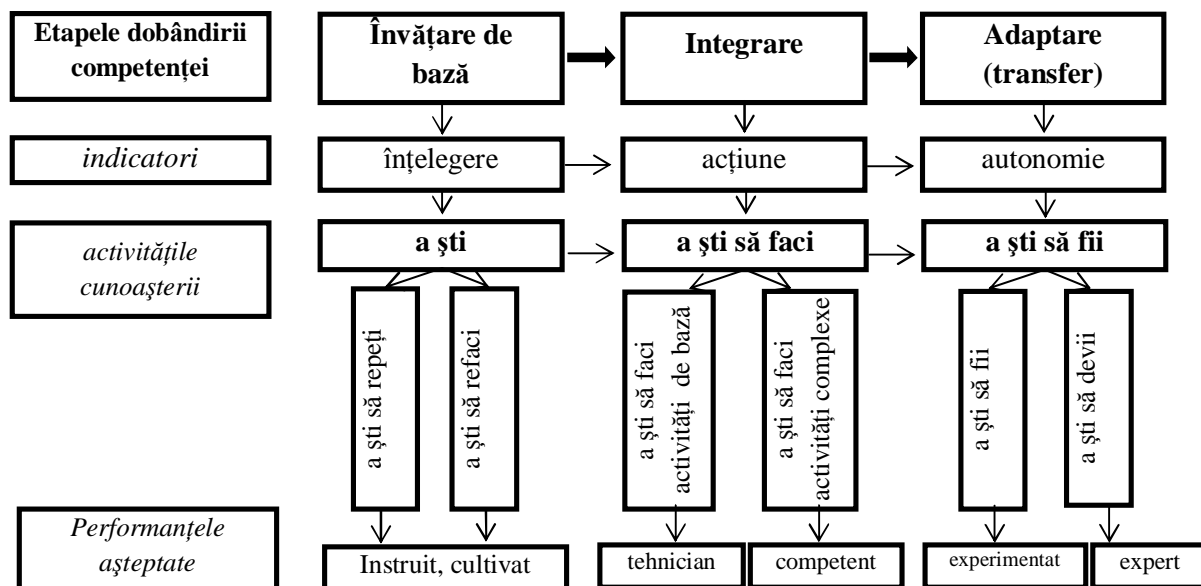 Etapele dobândirii
competenței
Învățare de
bază
Integrare
Adaptare
(transfer)
indicatori
înțelegere
acțiune
autonomie
activitățile
cunoaşterii
a şti
a şti să faci
a şti să fii
a şti să repeți
a şti să refaci
a şti să faci
activități de bază
a şti să faci
activități complexe
a şti să fii
a şti să devii
Performanțele
aşteptate
Instruit, cultivat
tehnician
competent
experimentat
expert